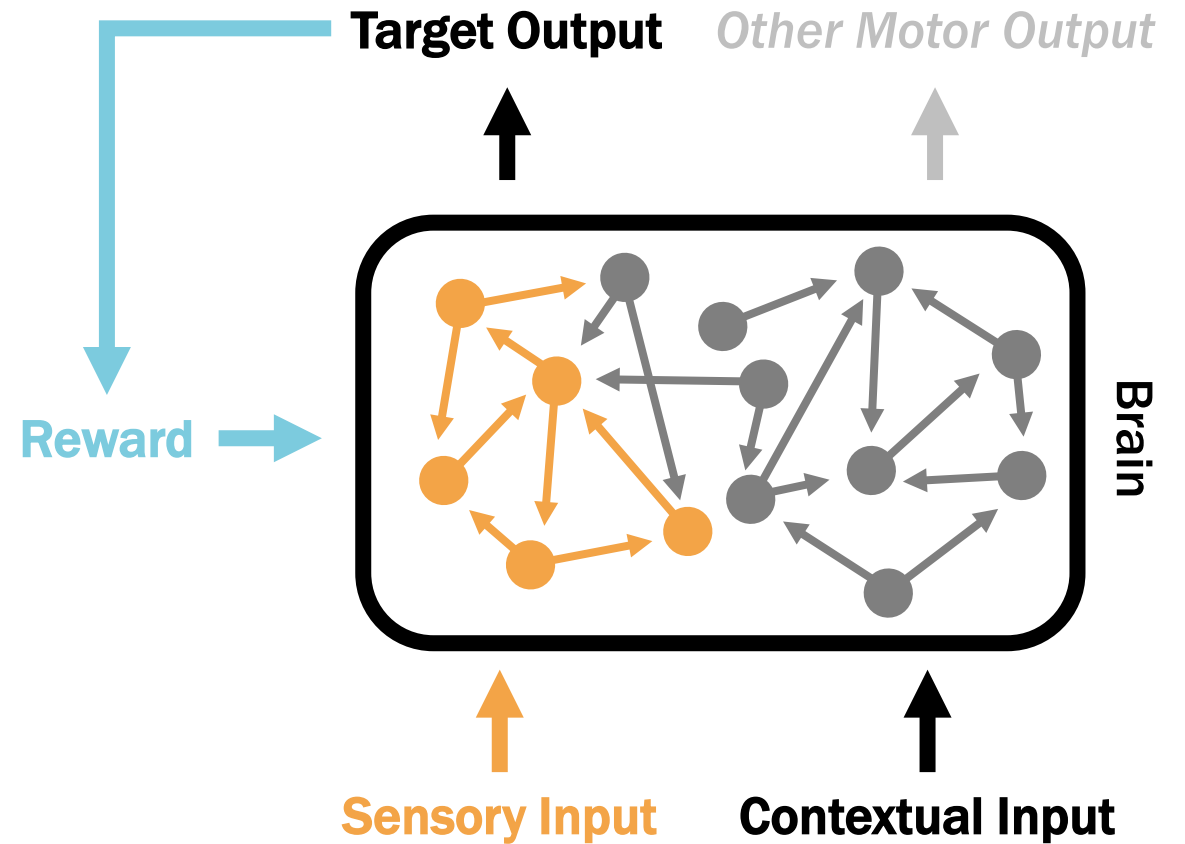 Target Output
Other Motor Output
Reward
Brain
Sensory Input
Contextual Input